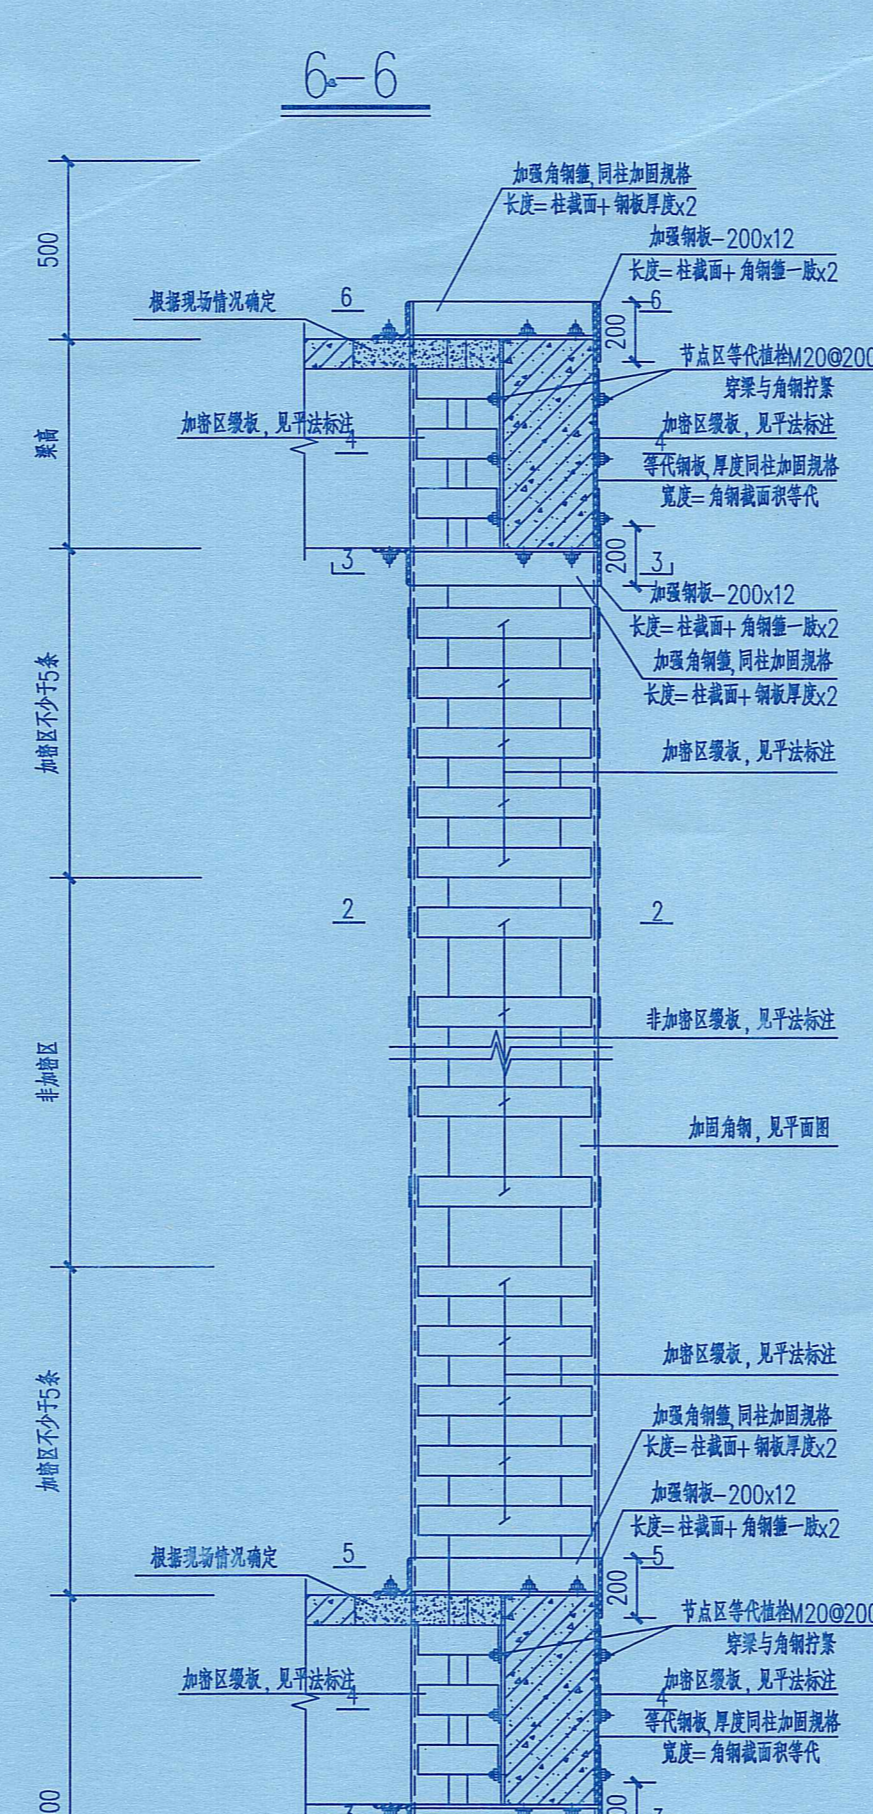 6-6
加强角钢箍,同柱加固规格
长度=柱截面+钢板厚度x2
加强钢板-200x12
长度=柱截面+角钢箍一肢x2
500
根据现场情况确定
6
6
200
节点区等代植栓M20@200
穿梁与角钢拧紧
加密区缀板，见平法标注
4
加密区缀板，见平法标注
4
梁高
等代钢板,厚度同柱加固规格
宽度=角钢截面积等代
200
3
3
加强钢板-200x12
长度=柱截面+角钢箍一肢x2
加强角钢箍,同柱加固规格
长度=柱截面+钢板厚度x2
加密区不少于5条
加密区缀板，见平法标注
2
2
非加密区缀板，见平法标注
非加密区
加固角钢，见平面图
加密区缀板，见平法标注
加密区不少于5条
加强角钢箍,同柱加固规格
长度=柱截面+钢板厚度x2
加强钢板-200x12
长度=柱截面+角钢箍一肢x2
根据现场情况确定
5
5
200
节点区等代植栓M20@200
穿梁与角钢拧紧
加密区缀板，见平法标注
4
加密区缀板，见平法标注
4
等代钢板,厚度同柱加固规格
宽度=角钢截面积等代
00